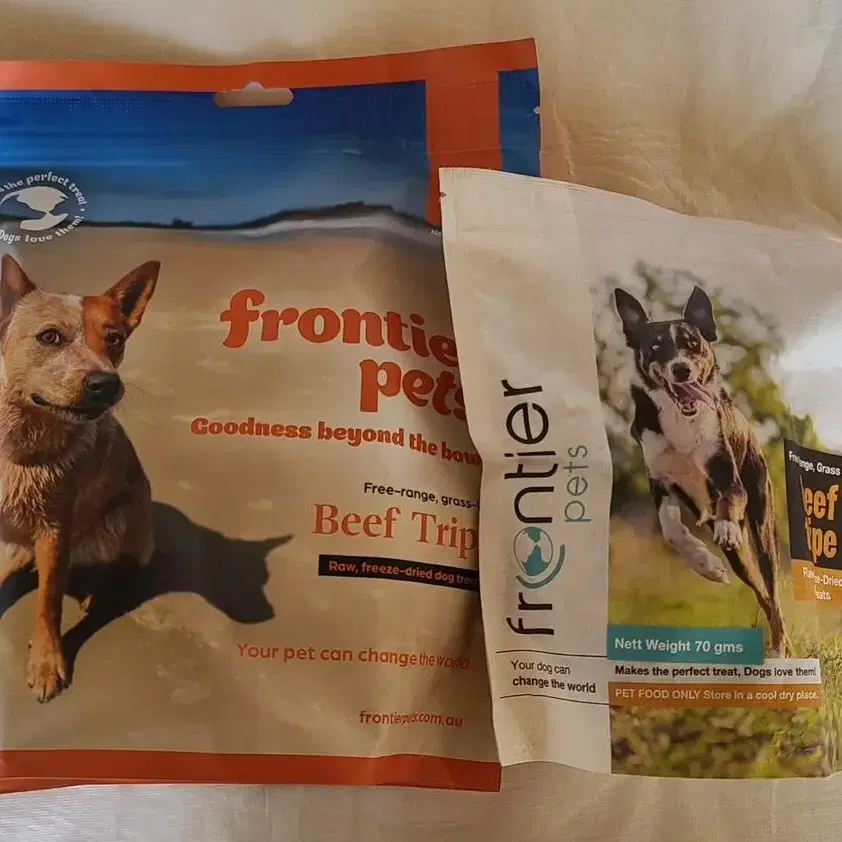 the perfect treat,
Dogs love them!
frontie
pets
Goodness beyond the bow
Free-range, grass-
Beef Trip
Raw, freeze-dried dog trea
Your pet can change the world
frontierpets.com.au
frontier
pets
Your dog can
change the world
Free-range, Grass
Beef
Tripe
Nett Weight 70 gms
Makes the perfect treat, Dogs love them!
PET FOOD ONLY Store in a cool dry place.